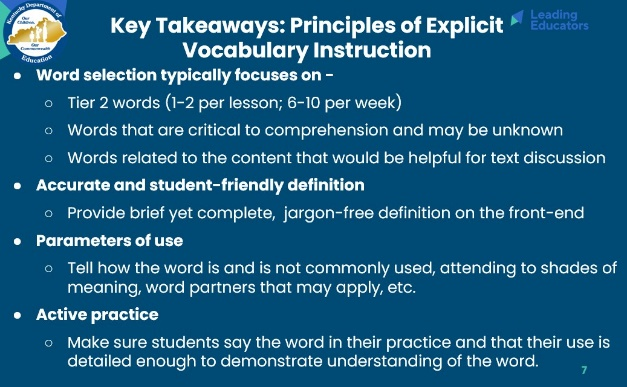 Kentucky Department of
Our Children,
Our Commonwealth
Education
Key Takeaways: Principles of Explicit
Vocabulary Instruction
Leading
Educators
● Word selection typically focuses on -
○ Tier 2 words (1-2 per lesson; 6-10 per week)
○ Words that are critical to comprehension and may be unknown
○ Words related to the content that would be helpful for text discussion
● Accurate and student-friendly definition
○ Provide brief yet complete,  jargon-free definition on the front-end
● Parameters of use
○ Tell how the word is and is not commonly used, attending to shades of
meaning, word partners that may apply, etc.
● Active practice
○ Make sure students say the word in their practice and that their use is
detailed enough to demonstrate understanding of the word.
7